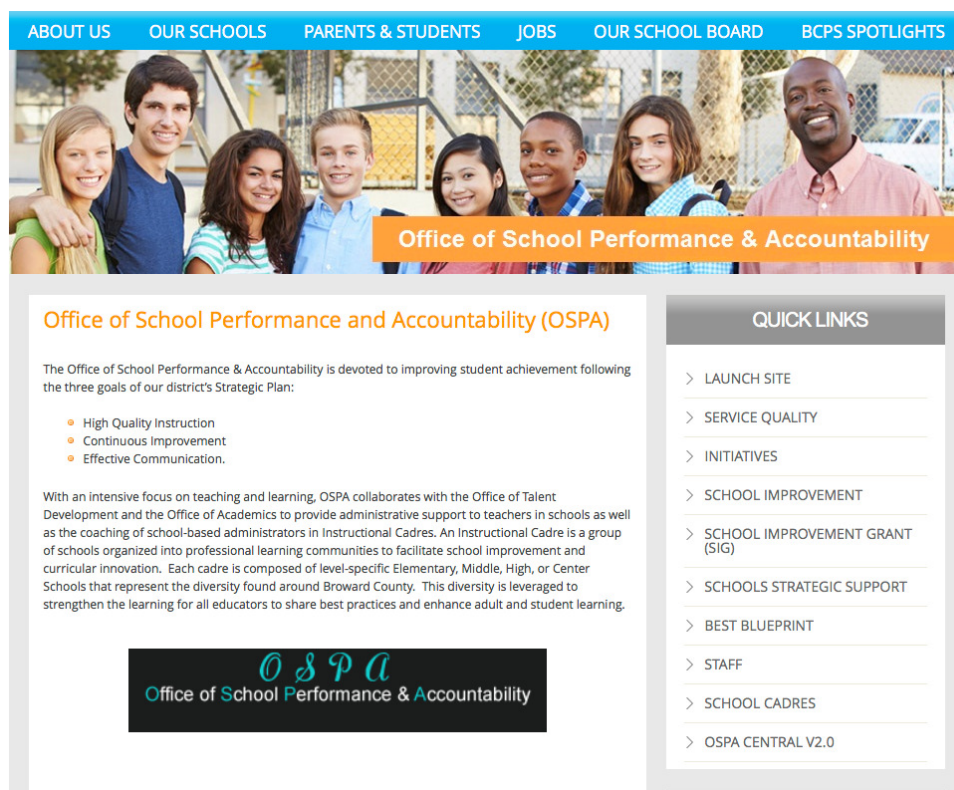 ABOUT US OUR SCHOOLS PARENTS & STUDENTS JOBS OUR SCHOOL BOARD BCPS SPOTLIGHTS
Office of School Performance & Accountability
Office of School Performance and Accountability (OSPA)
The Office of School Performance & Accountability is devoted to improving student achievement following
the three goals of our district's Strategic Plan:
High Quality Instruction
Continuous Improvement
Effective Communication.
With an intensive focus on teaching and learning, OSPA collaborates with the Office of Talent
Development and the Office of Academics to provide administrative support to teachers in schools as well
as the coaching of school-based administrators in Instructional Cadres. An Instructional Cadre is a group
of schools organized into professional learning communities to facilitate school improvement and
curricular innovation.  Each cadre is composed of level-specific Elementary, Middle, High, or Center
Schools that represent the diversity found around Broward County.  This diversity is leveraged to
strengthen the learning for all educators to share best practices and enhance adult and student learning.
O S P A
Office of School Performance & Accountability
QUICK LINKS
LAUNCH SITE
SERVICE QUALITY
INITIATIVES
SCHOOL IMPROVEMENT
SCHOOL IMPROVEMENT GRANT
(SIG)
SCHOOLS STRATEGIC SUPPORT
BEST BLUEPRINT
STAFF
SCHOOL CADRES
OSPA CENTRAL V2.0